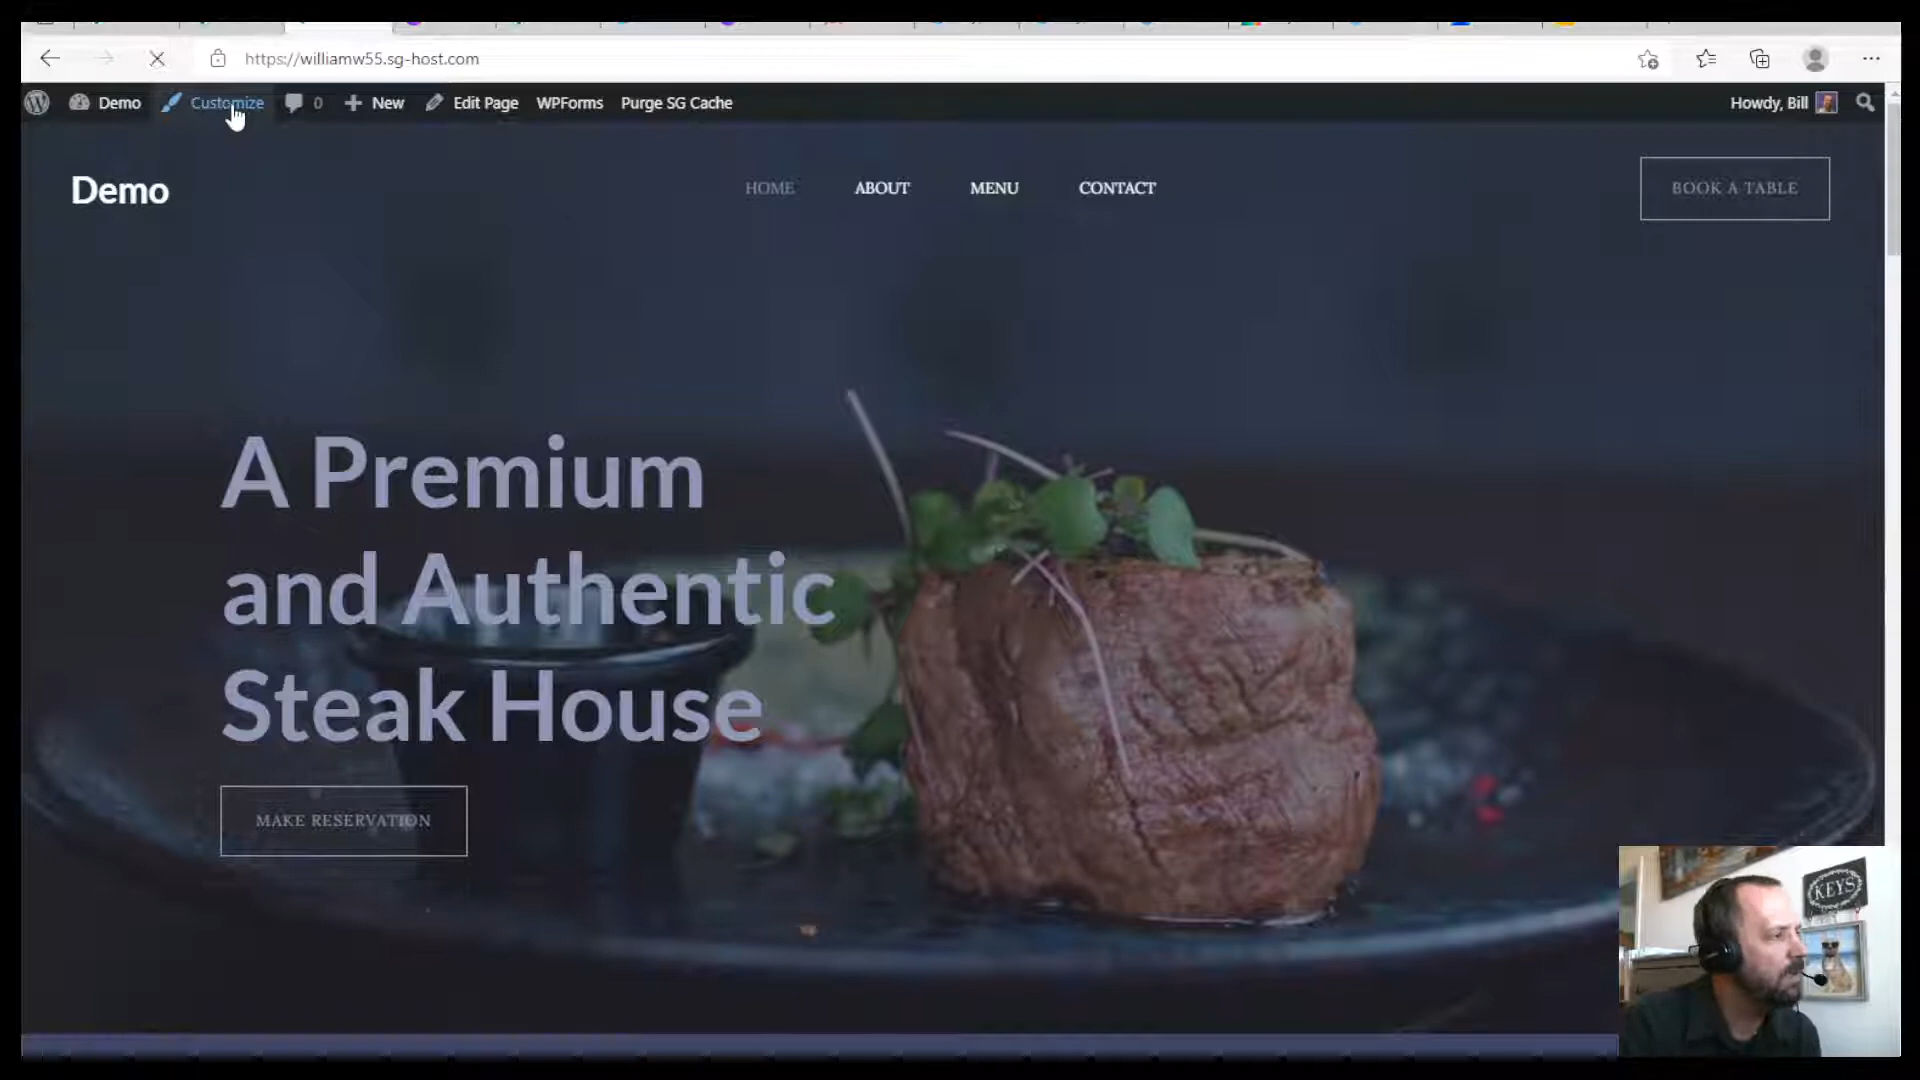 https://williamw55.sg-host.com
Demo Customize 0 New Edit Page WPForms Purge SG Cache Howdy, Bill
Demo HOME ABOUT MENU CONTACT BOOK A TABLE
A Premium
and Authentic
Steak House
MAKE RESERVATION
KEYS